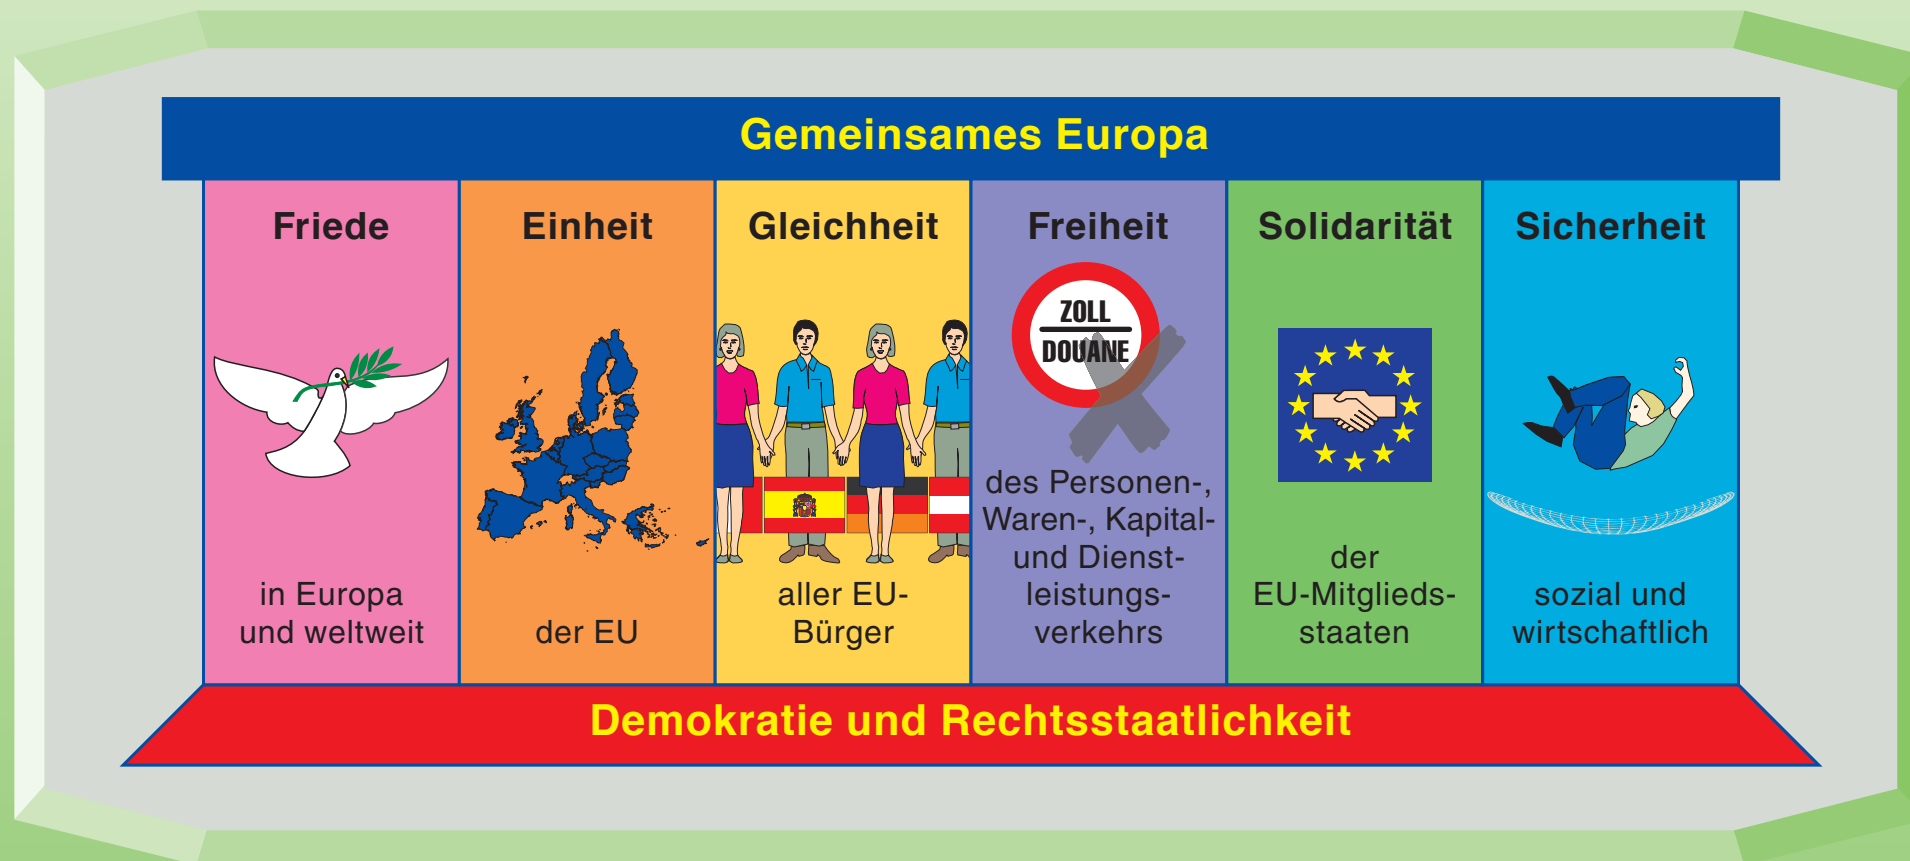 Gemeinsames Europa
Friede
in Europa
und weltweit
Einheit
der EU
Gleichheit
aller EU-
Bürger
Freiheit
ZOLL
DOUANE
des Personen-,
Waren-, Kapital-
und Dienst-
leistungs-
verkehrs
Solidarität
der
EU-Mitglieds-
staaten
Sicherheit
sozial und
wirtschaftlich
Demokratie und Rechtsstaatlichkeit